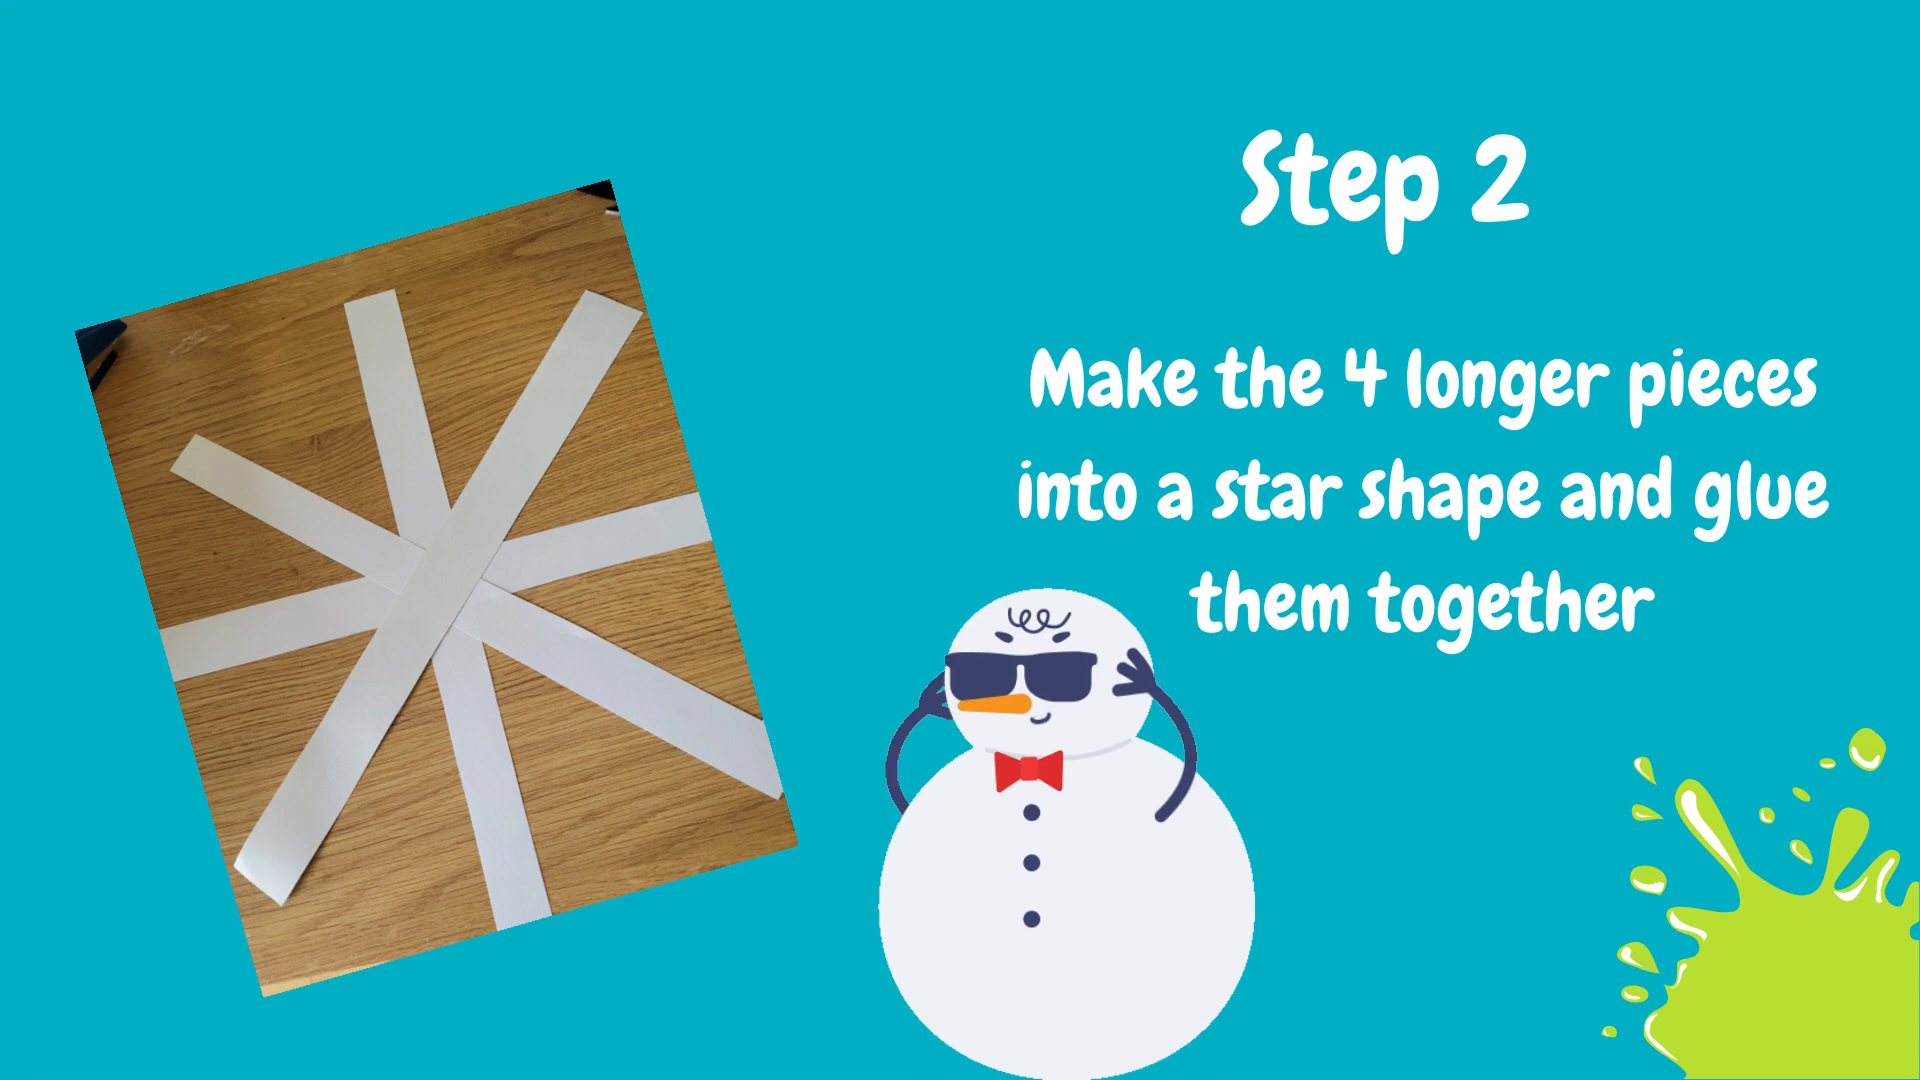 Step 2
Make the 4 longer pieces
into a star shape and glue
them together